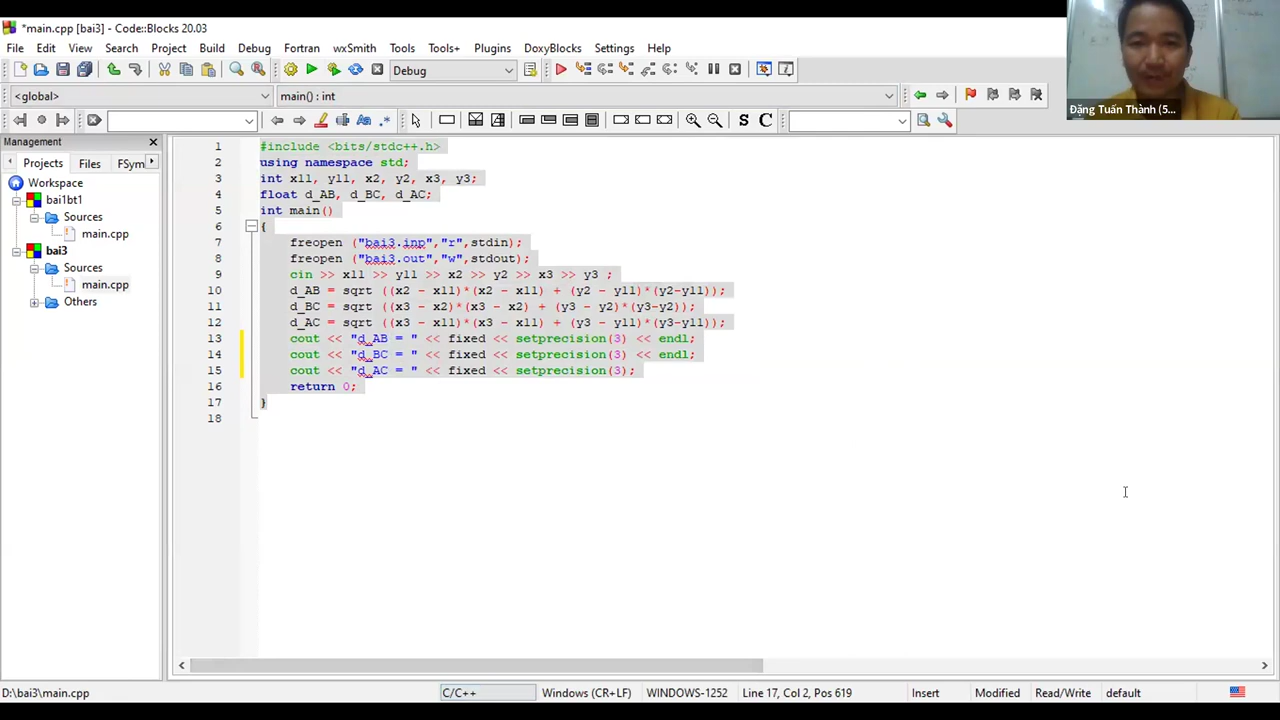 *main.cpp [bai3] - Code::Blocks 20.03
File Edit View Search Project Build Debug Fortran wxSmith Tools Tools+ Plugins DoxyBlocks Settings Help
Debug
<global> main() : int
S C
Đặng Tuấn Thành (5...
Management
Projects Files FSym
Workspace
bai1bt1
Sources
main.cpp
bai3
Sources
main.cpp
Others
1 #include <bits/stdc++.h>
2 using namespace std;
3 int x11, y11, x2, y2, x3, y3;
4 float d_AB, d_BC, d_AC;
5 int main()
6 {
7 freopen ("bai3.inp","r",stdin);
8 freopen ("bai3.out","w",stdout);
9 cin >> x11 >> y11 >> x2 >> y2 >> x3 >> y3 ;
10 d_AB = sqrt ((x2 - x11)*(x2 - x11) + (y2 - y11)*(y2-y11));
11 d_BC = sqrt ((x3 - x2)*(x3 - x2) + (y3 - y2)*(y3-y2));
12 d_AC = sqrt ((x3 - x11)*(x3 - x11) + (y3 - y11)*(y3-y11));
13 cout << "d_AB = " << fixed << setprecision(3) << endl;
14 cout << "d_BC = " << fixed << setprecision(3) << endl;
15 cout << "d_AC = " << fixed << setprecision(3);
16 return 0;
17 }
18
D:\bai3\main.cpp C/C++ Windows (CR+LF) WINDOWS-1252 Line 17, Col 2, Pos 619 Insert Modified Read/Write default